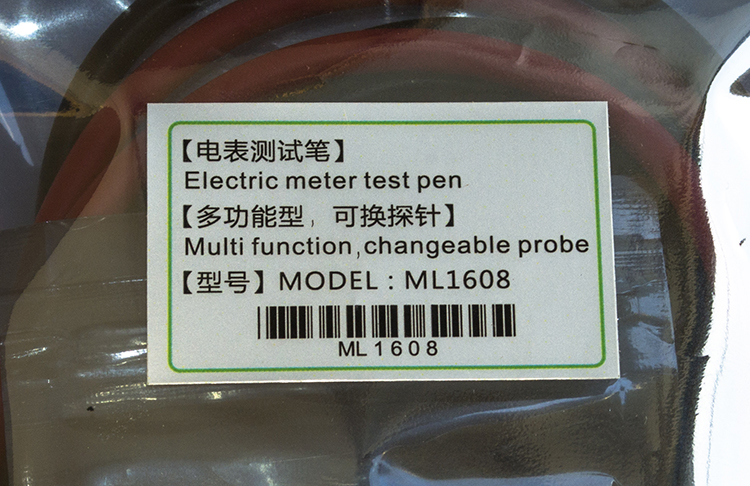 【电表测试笔】
Electric meter test pen
【多功能型，可换探针】
Multi function,changeable probe
【型号】MODEL : ML1608
ML1608